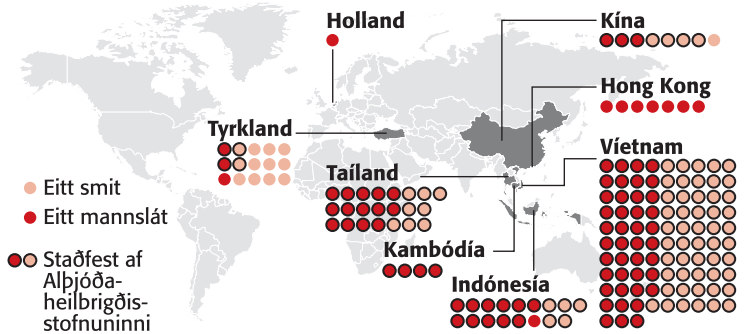 Holland
Kína
Hong Kong
Tyrkland
Víetnam
Taíland
Eitt smit
Eitt mannslát
Kambódía
Staðfest af
Alþjóða-
heilbrigðis-
stofnuninni
Indónesía